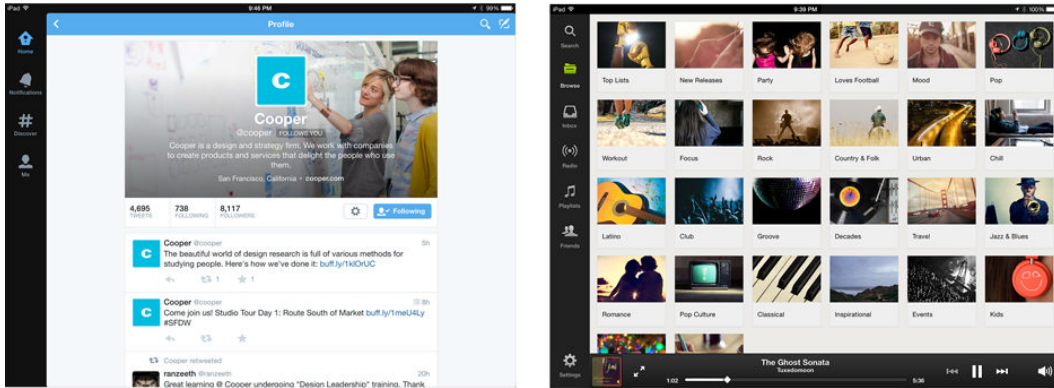 iPad
9:46 PM
99%
Profile
Home
Notifications
Discover
Me
C
Cooper
@cooper FOLLOWS YOU
Cooper is a design and strategy firm. We work with companies
to create products and services that delight the people who use
them.
San Francisco, California • cooper.com
4,695
TWEETS
738
FOLLOWING
8,117
FOLLOWERS
Following
C
Cooper @cooper
5h
The beautiful world of design research is full of various methods for
studying people. Here's how we've done it: buff.ly/1klOrUC
1
1
C
Cooper @cooper
8h
Come join us! Studio Tour Day 1: Route South of Market buff.ly/1meU4Ly
#SFDW
Cooper retweeted
ranzeeth @ranzeeth
20h
Great learning @ Cooper undergoing "Design Leadership" training. Thank
iPad
9:39 PM
100%
Search
Browse
Inbox
Radio
Playlists
Friends
Settings
Top Lists
New Releases
Party
Loves Football
Mood
Pop
Workout
Focus
Rock
Country & Folk
Urban
Chill
Latino
Club
Groove
Decades
Travel
Jazz & Blues
Romance
Pop Culture
Classical
Inspirational
Events
Kids
The Ghost Sonata
Tuxedomoon
1:02
5:36